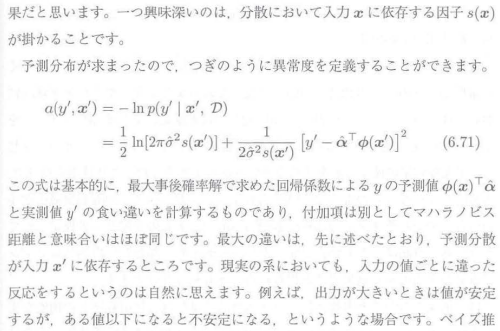 果だと思います。一つ興味深いのは，分散において入力 x に依存する因子 s(x)
が掛かることです。
予測分布が求まったので，つぎのように異常度を定義することができます。
a(y′, x′) = − ln p(y′ | x′, 𝒟)
= 1/2 ln[2πσ̂²s(x′)] + 1/(2σ̂²s(x′)) [y′ − α̂⊤ϕ(x′)]² (6.71)
この式は基本的に，最大事後確率解で求めた回帰係数による y の予測値 ϕ(x)⊤α̂
と実測値 y′ の食い違いを計算するものであり，付加項は別としてマハラノビス
距離と意味合いはほぼ同じです。最大の違いは，先に述べたとおり，予測分散
が入力 x′ に依存するところです。現実の系においても，入力の値ごとに違った
反応をするというのは自然に思えます。例えば，出力が大きいときは値が安定
するが，ある値以下になると不安定になる，というような場合です。ベイズ推